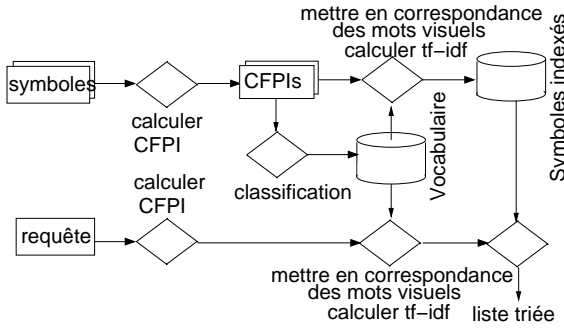 mettre en correspondance
des mots visuels
calculer tf-idf
symboles
CFPIs
Symboles indexés
calculer
CFPI
Vocabulaire
classification
calculer
CFPI
requête
mettre en correspondance
des mots visuels
calculer tf-idf
liste triée